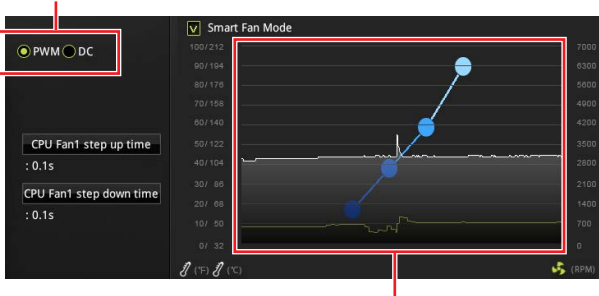 V Smart Fan Mode
PWM DC
100/212 7000
90/194 6300
80/176 5600
70/158 4900
60/140 4200
CPU Fan1 step up time 50/122 3500
: 0.1s 40/104 2800
CPU Fan1 step down time 30/ 86 2100
: 0.1s 20/ 68 1400
10/ 50 700
0/ 32 0
(°F) (°C) (RPM)